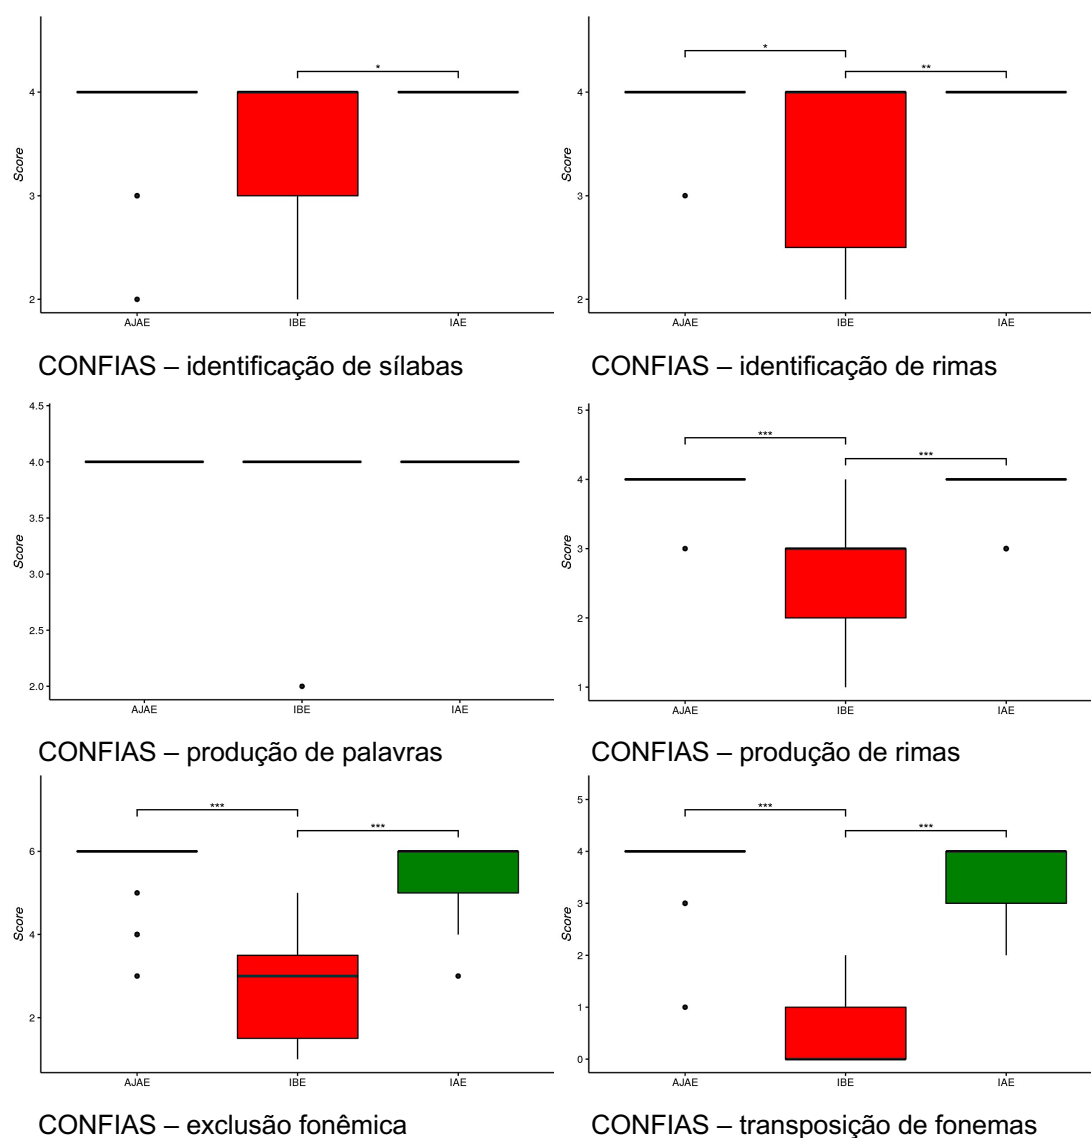 *
4
Score
3
2
AJAE IBE IAE
CONFIAS – identificação de sílabas
*
**
4
Score
3
2
AJAE IBE IAE
CONFIAS – identificação de rimas
4.5
4.0
3.5
Score
3.0
2.5
2.0
AJAE IBE IAE
CONFIAS – produção de palavras
5
***
***
4
Score
3
2
1
AJAE IBE IAE
CONFIAS – produção de rimas
***
***
6
Score
4
2
AJAE IBE IAE
CONFIAS – exclusão fonêmica
5
***
***
4
3
Score
2
1
0
AJAE IBE IAE
CONFIAS – transposição de fonemas